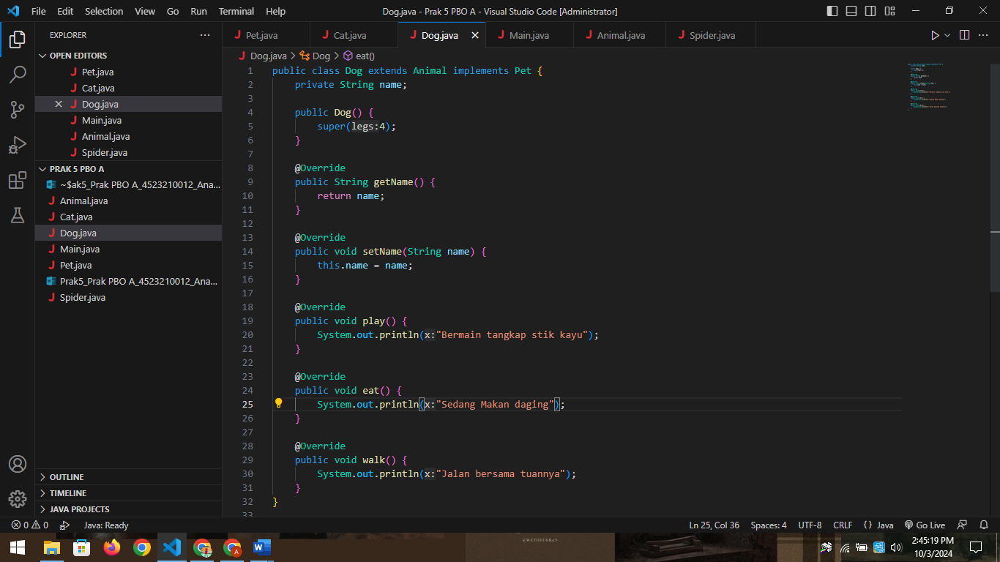 File Edit Selection View Go Run Terminal Help Dog.java - Prak 5 PBO A - Visual Studio Code [Administrator]
EXPLORER
OPEN EDITORS
Pet.java
Cat.java
Dog.java
Main.java
Animal.java
Spider.java
PRAK 5 PBO A
~$ak5_Prak PBO A_4523210012_Ana...
Animal.java
Cat.java
Dog.java
Main.java
Pet.java
Prak5_Prak PBO A_4523210012_Ana...
Spider.java
OUTLINE
TIMELINE
JAVA PROJECTS
Pet.java Cat.java Dog.java Main.java Animal.java Spider.java
Dog.java > Dog > eat()
1 public class Dog extends Animal implements Pet {
2 private String name;
3
4 public Dog() {
5 super(legs:4);
6 }
7
8 @Override
9 public String getName() {
10 return name;
11 }
12
13 @Override
14 public void setName(String name) {
15 this.name = name;
16 }
17
18 @Override
19 public void play() {
20 System.out.println(x:"Bermain tangkap stik kayu");
21 }
22
23 @Override
24 public void eat() {
25 System.out.println(x:"Sedang Makan daging");
26 }
27
28 @Override
29 public void walk() {
30 System.out.println(x:"Jalan bersama tuannya");
31 }
32 }
33
0 0 Java: Ready Ln 25, Col 36 Spaces: 4 UTF-8 CRLF {} Java Go Live
2:45:19 PM
10/3/2024